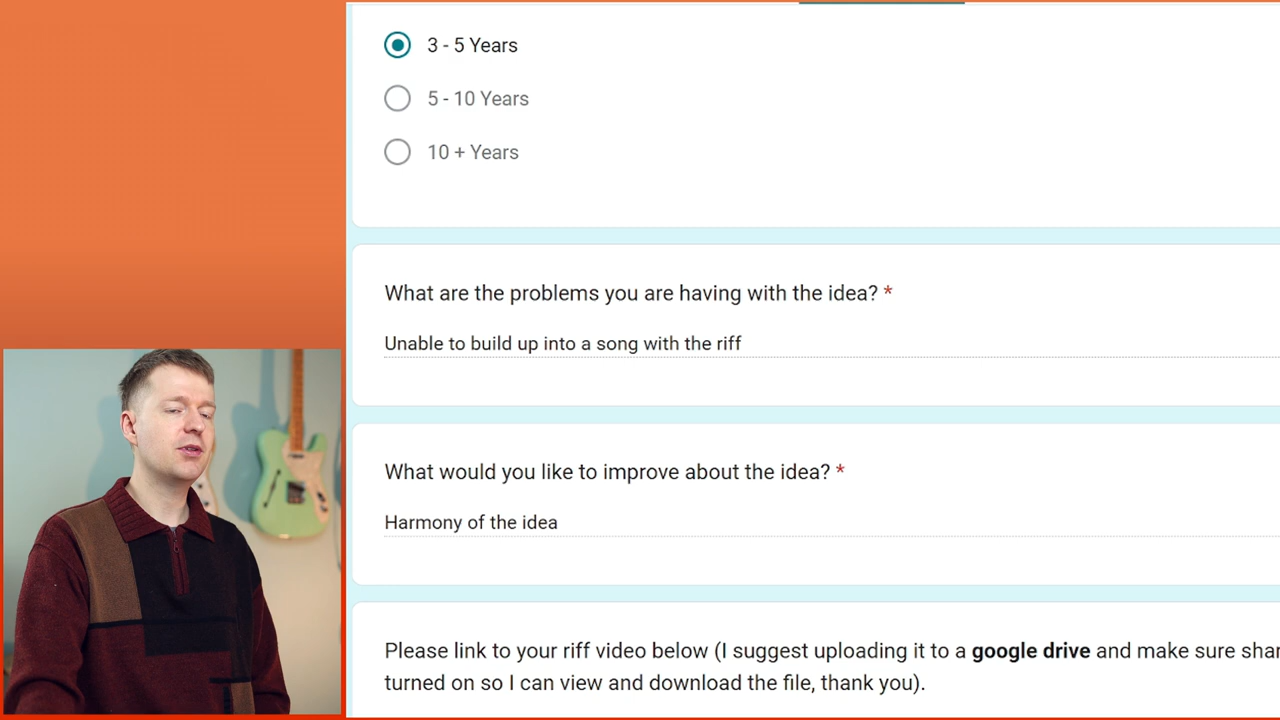 3 - 5 Years
5 - 10 Years
10 + Years
What are the problems you are having with the idea? *
Unable to build up into a song with the riff
What would you like to improve about the idea? *
Harmony of the idea
Please link to your riff video below (I suggest uploading it to a google drive and make sure shar
turned on so I can view and download the file, thank you).